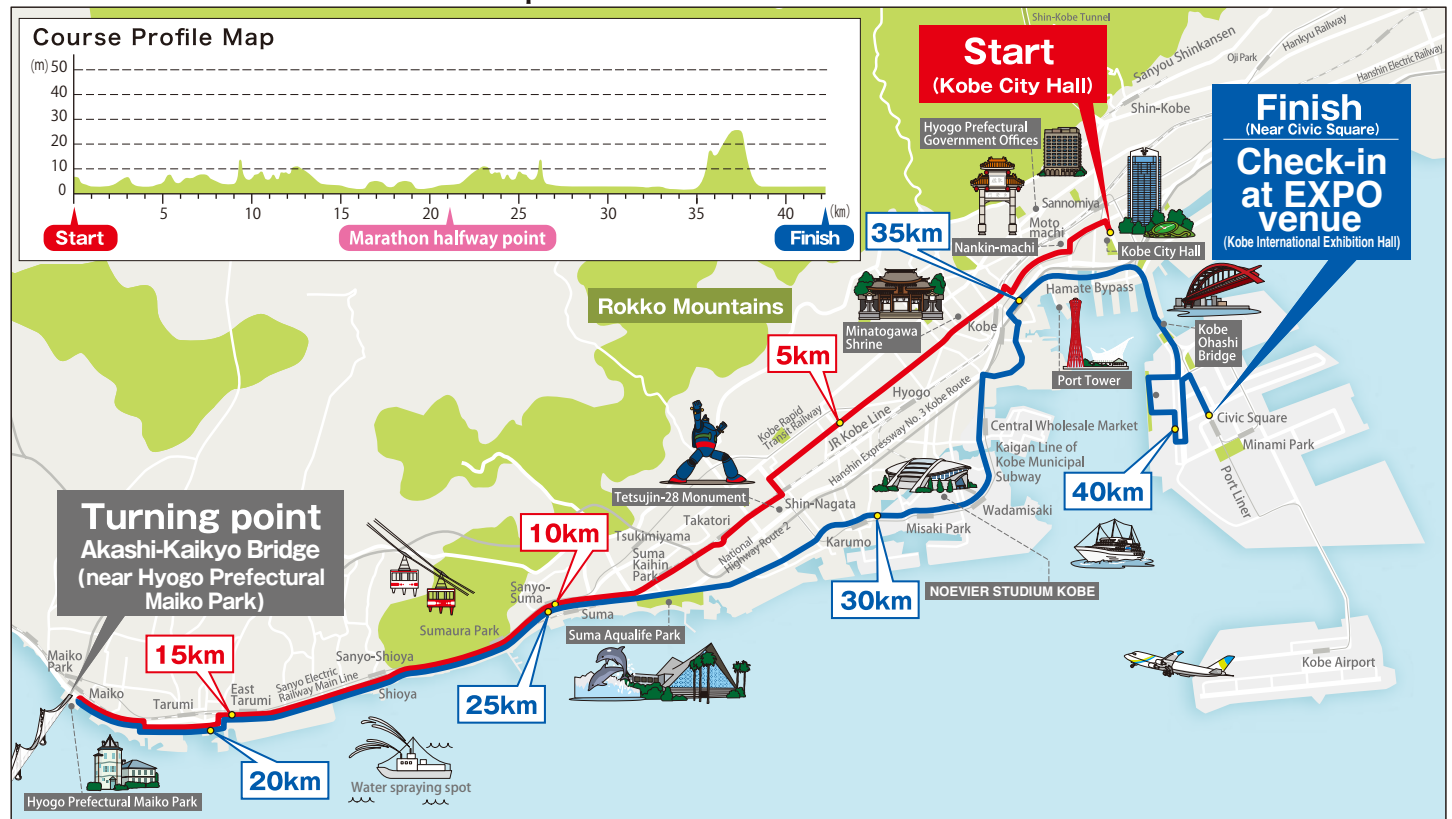 Course Profile Map
(m) 50
40
30
20
10
0
5
10
15
20
25
30
35
40
(km)
Start
Marathon halfway point
Finish
Start
(Kobe City Hall)
Finish
(Near Civic Square)
Check-in
at EXPO
venue
(Kobe International Exhibition Hall)
Shin-Kobe Tunnel
Sanyou Shinkansen
Oji Park
Hankyu Railway
Hanshin Electric Railway
Shin-Kobe
Hyogo Prefectural
Government Offices
Sannomiya
Moto
machi
Nankin-machi
Kobe City Hall
35km
Rokko Mountains
Minatogawa
Shrine
Kobe
Hamate Bypass
Kobe
Ohashi
Bridge
Port Tower
5km
Hyogo
Kobe Rapid
Transit Railway
JR Kobe Line
Hanshin Expressway No. 3 Kobe Route
Central Wholesale Market
Kaigan Line of
Kobe Municipal
Subway
Civic Square
Minami Park
Port Liner
40km
Tetsujin-28 Monument
Shin-Nagata
Takatori
Tsukimiyama
Suma
Kaihin
Park
National
Highway Route 2
Karumo
Misaki Park
Wadamisaki
30km
NOEVIER STUDIUM KOBE
Turning point
Akashi-Kaikyo Bridge
(near Hyogo Prefectural
Maiko Park)
10km
Sanyo-
Suma
Suma
Suma Aqualife Park
Sumaura Park
25km
15km
Sanyo-Shioya
Shioya
Sanyo Electric
Railway Main Line
East
Tarumi
Tarumi
Maiko
Park
Maiko
20km
Water spraying spot
Hyogo Prefectural Maiko Park
Kobe Airport